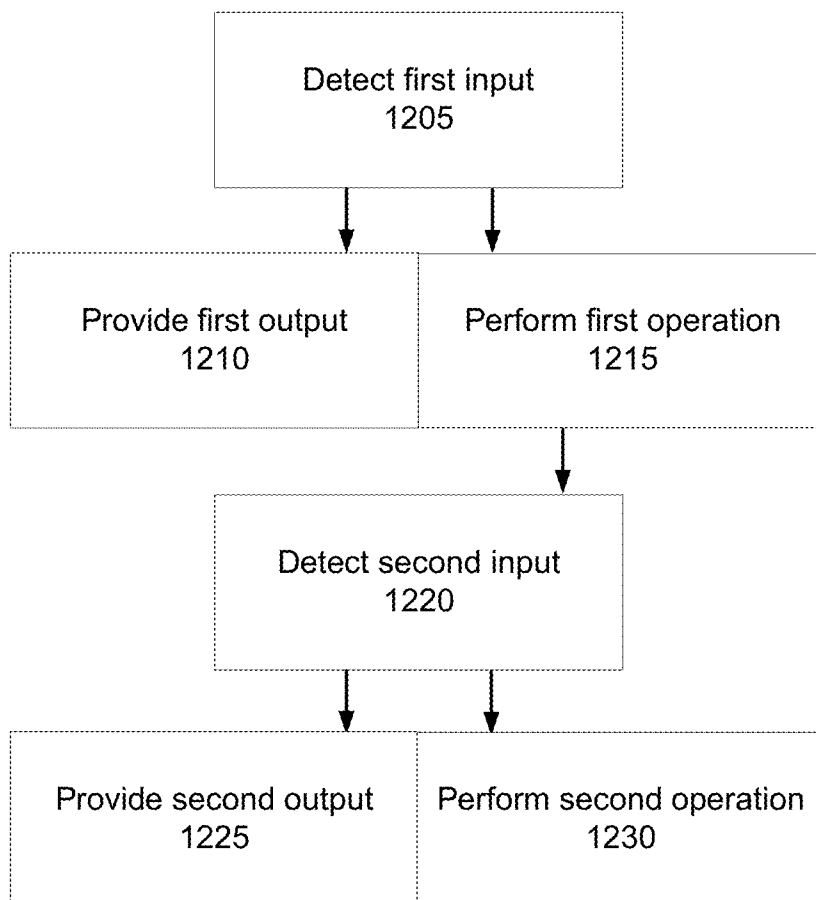 Detect first input
1205
Provide first output
1210
Perform first operation
1215
Detect second input
1220
Provide second output
1225
Perform second operation
1230